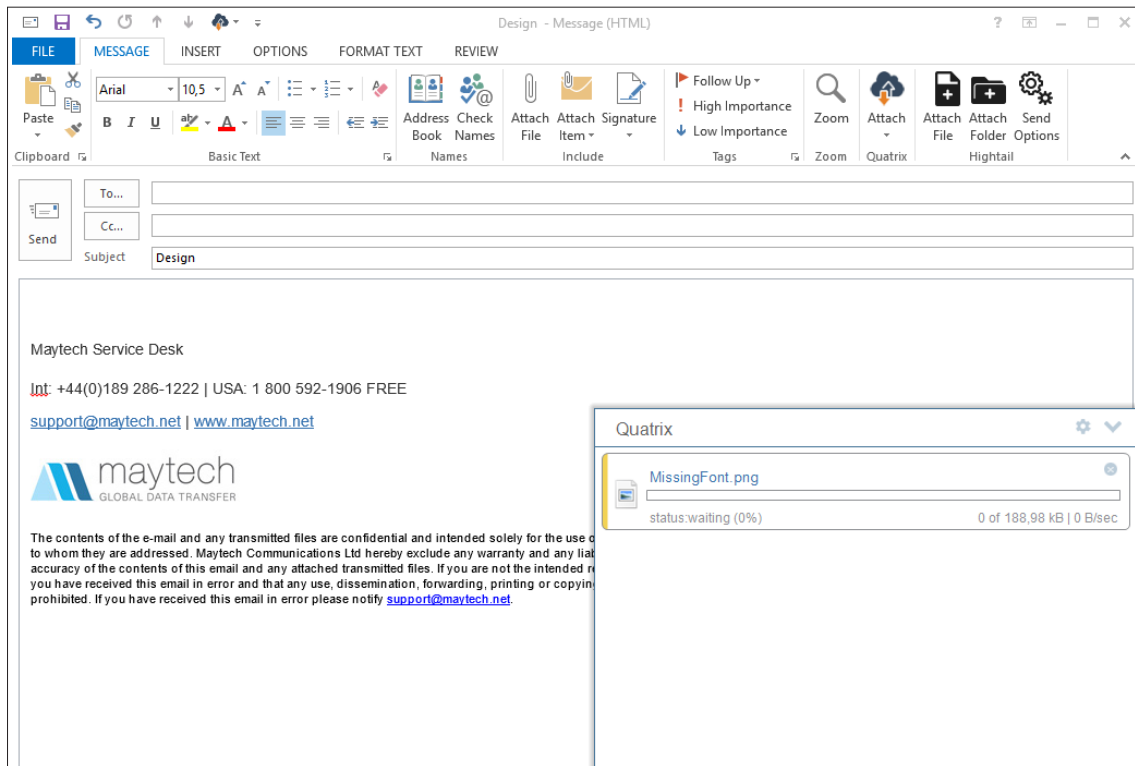 Design - Message (HTML)
FILE MESSAGE INSERT OPTIONS FORMAT TEXT REVIEW
Paste
Clipboard
Arial 10,5
B I U
Basic Text
Address Book
Check Names
Names
Attach File
Attach Item
Signature
Include
Follow Up
High Importance
Low Importance
Tags
Zoom
Zoom
Attach
Quatrix
Attach File
Attach Folder
Send Options
Hightail
Send
To...
Cc...
Subject Design
Maytech Service Desk
Int: +44(0)189 286-1222 | USA: 1 800 592-1906 FREE
support@maytech.net | www.maytech.net
maytech
GLOBAL DATA TRANSFER
The contents of the e-mail and any transmitted files are confidential and intended solely for the use
to whom they are addressed. Maytech Communications Ltd hereby exclude any warranty and any
accuracy of the contents of this email and any attached transmitted files. If you are not the intended
you have received this email in error and that any use, dissemination, forwarding, printing or
prohibited. If you have received this email in error please notify support@maytech.net.
Quatrix
MissingFont.png
status:waiting (0%) 0 of 188,98 kB | 0 B/sec